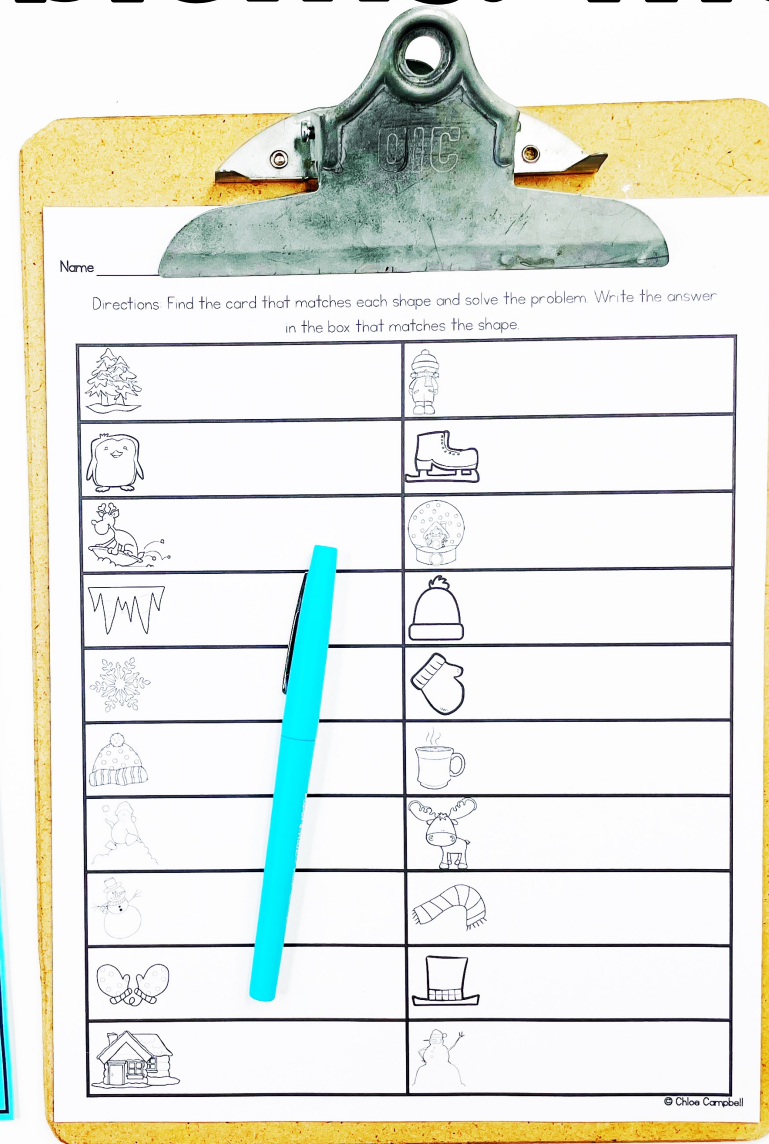 OIC
Name
Directions: Find the card that matches each shape and solve the problem. Write the answer
in the box that matches the shape.
© Chloe Campbell